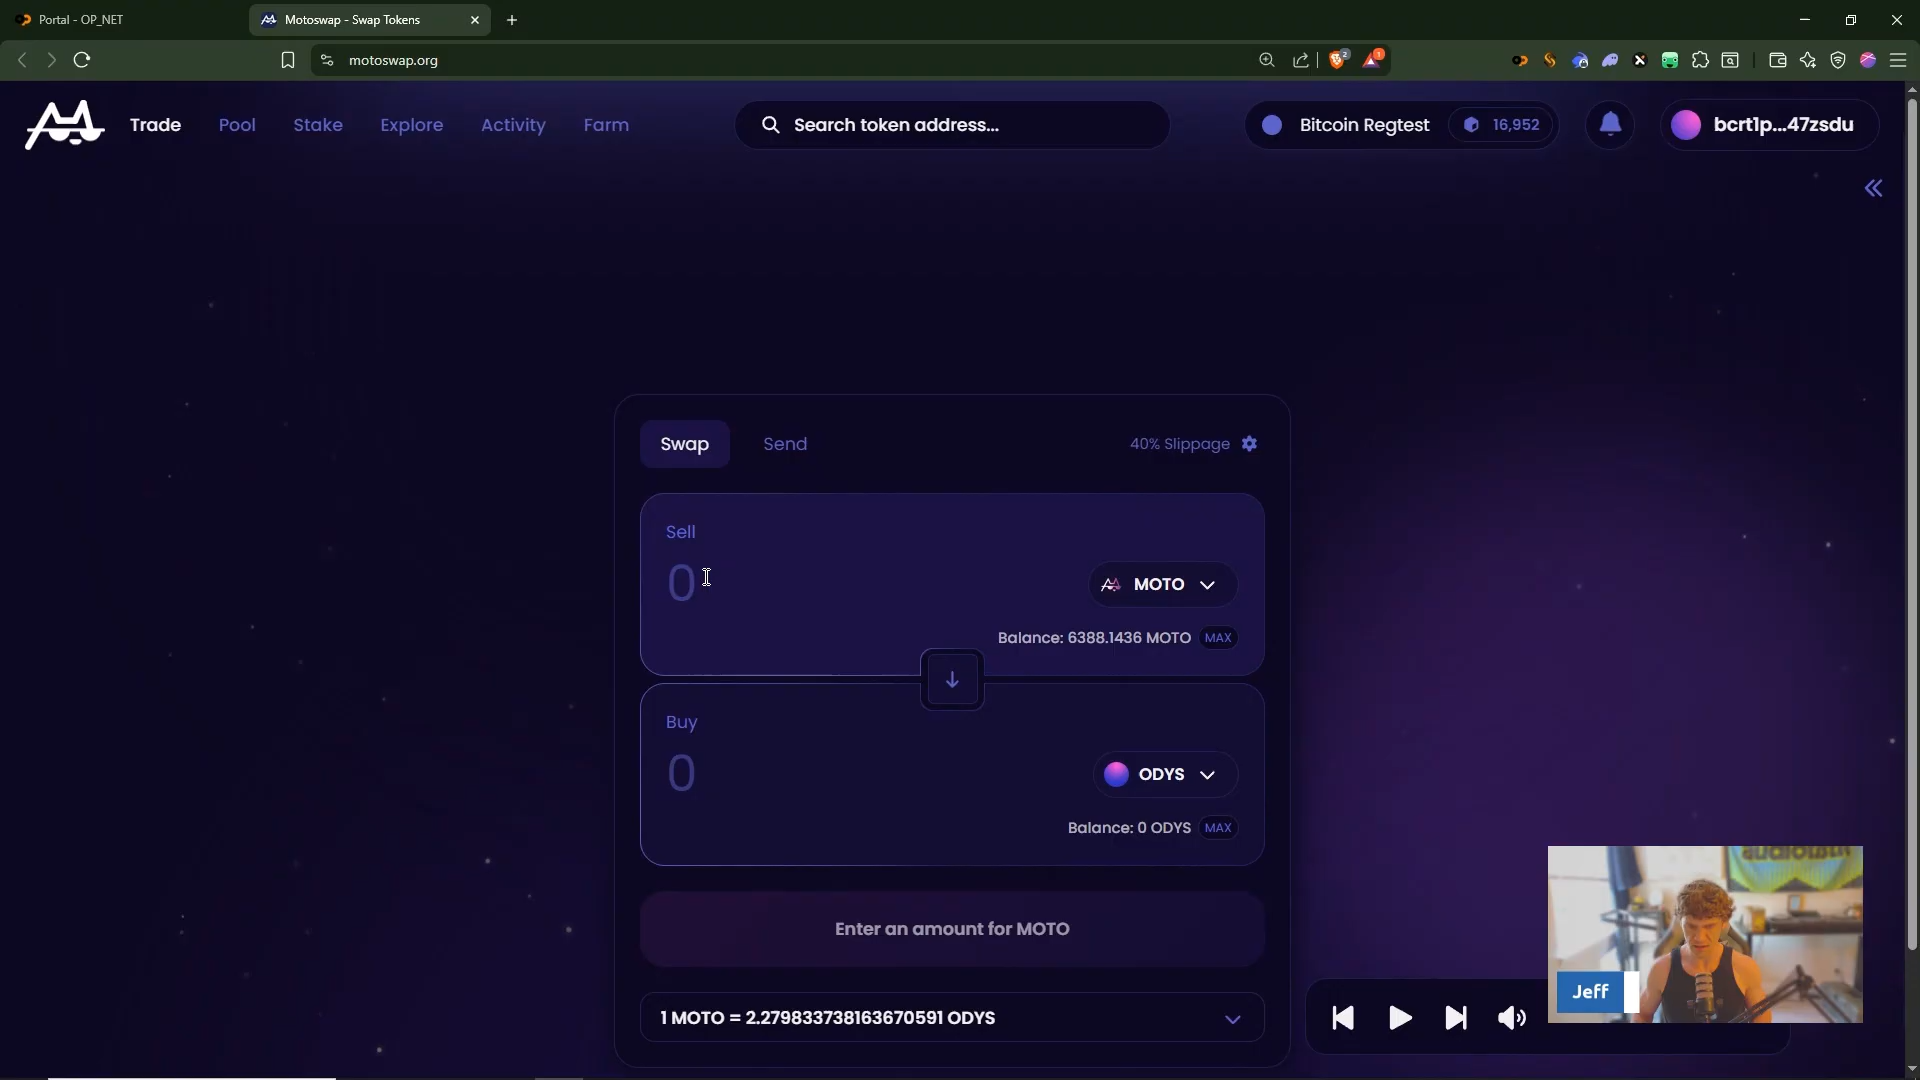 Portal - OP_NET
Motoswap - Swap Tokens
motoswap.org
2
1
Trade
Pool
Stake
Explore
Activity
Farm
Search token address...
Bitcoin Regtest
16,952
bcrt1p...47zsdu
Swap
Send
40% Slippage
Sell
0
MOTO
Balance: 6388.1436 MOTO
MAX
Buy
0
ODYS
Balance: 0 ODYS
MAX
Enter an amount for MOTO
1 MOTO = 2.279833738163670591 ODYS
Jeff